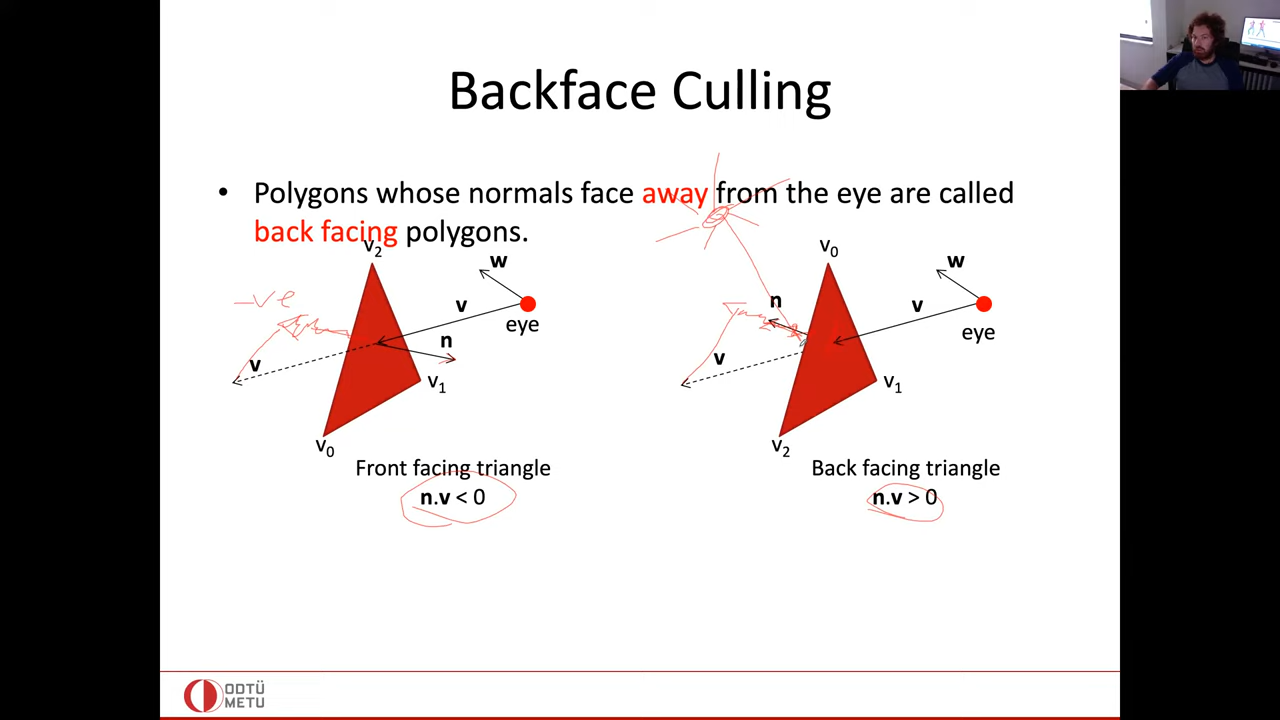 Backface Culling
• Polygons whose normals face away from the eye are called
back facing polygons.
v2
w
v
eye
n
-ve
v
v1
v0
Front facing triangle
n.v < 0
v0
w
v
eye
n
v
v1
v2
Back facing triangle
n.v > 0
ODTÜ
METU